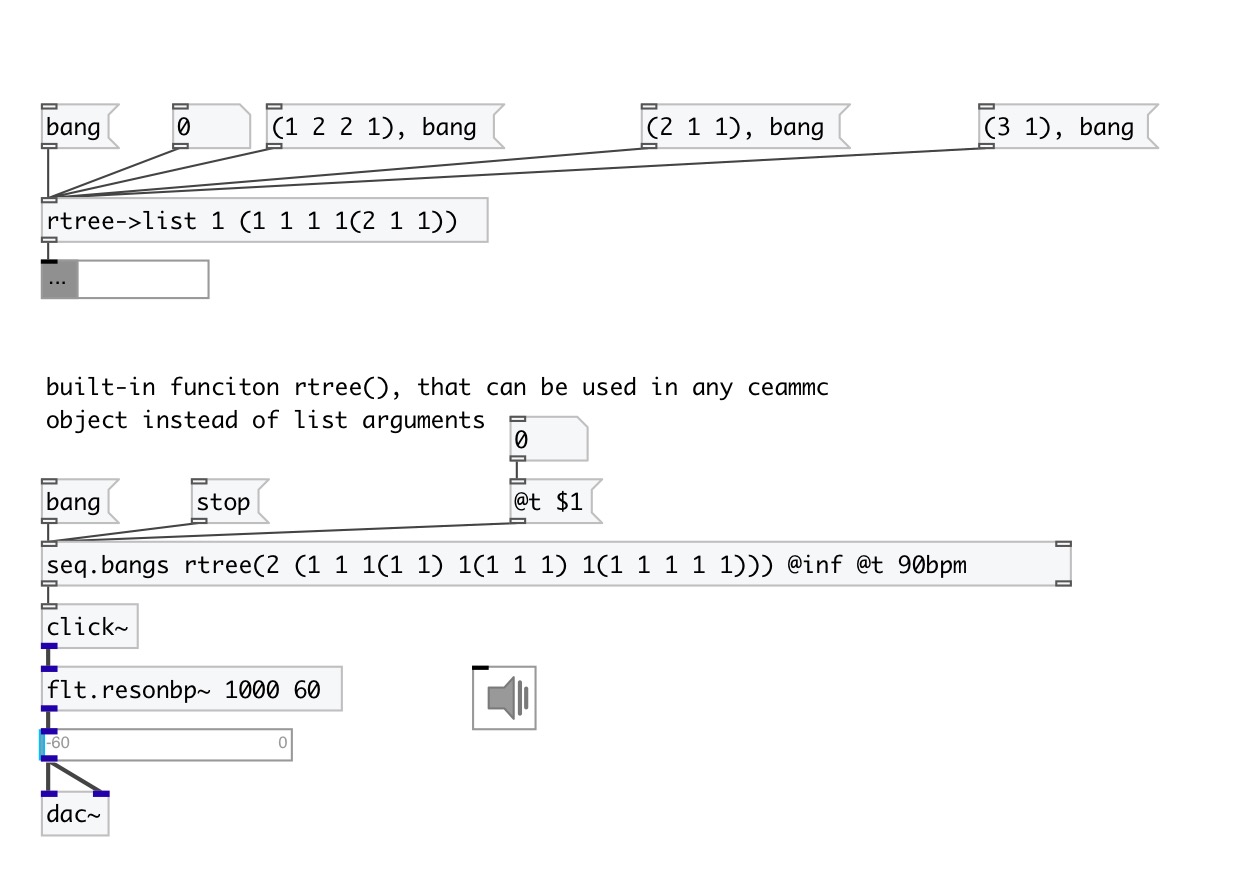 bang
0
(1 2 2 1), bang
(2 1 1), bang
(3 1), bang
rtree->list 1 (1 1 1 1(2 1 1))
...
built-in funciton rtree(), that can be used in any ceammc
object instead of list arguments
0
bang
stop
@t $1
seq.bangs rtree(2 (1 1 1(1 1) 1(1 1 1) 1(1 1 1 1 1))) @inf @t 90bpm
click~
flt.resonbp~ 1000 60
-60 0
dac~